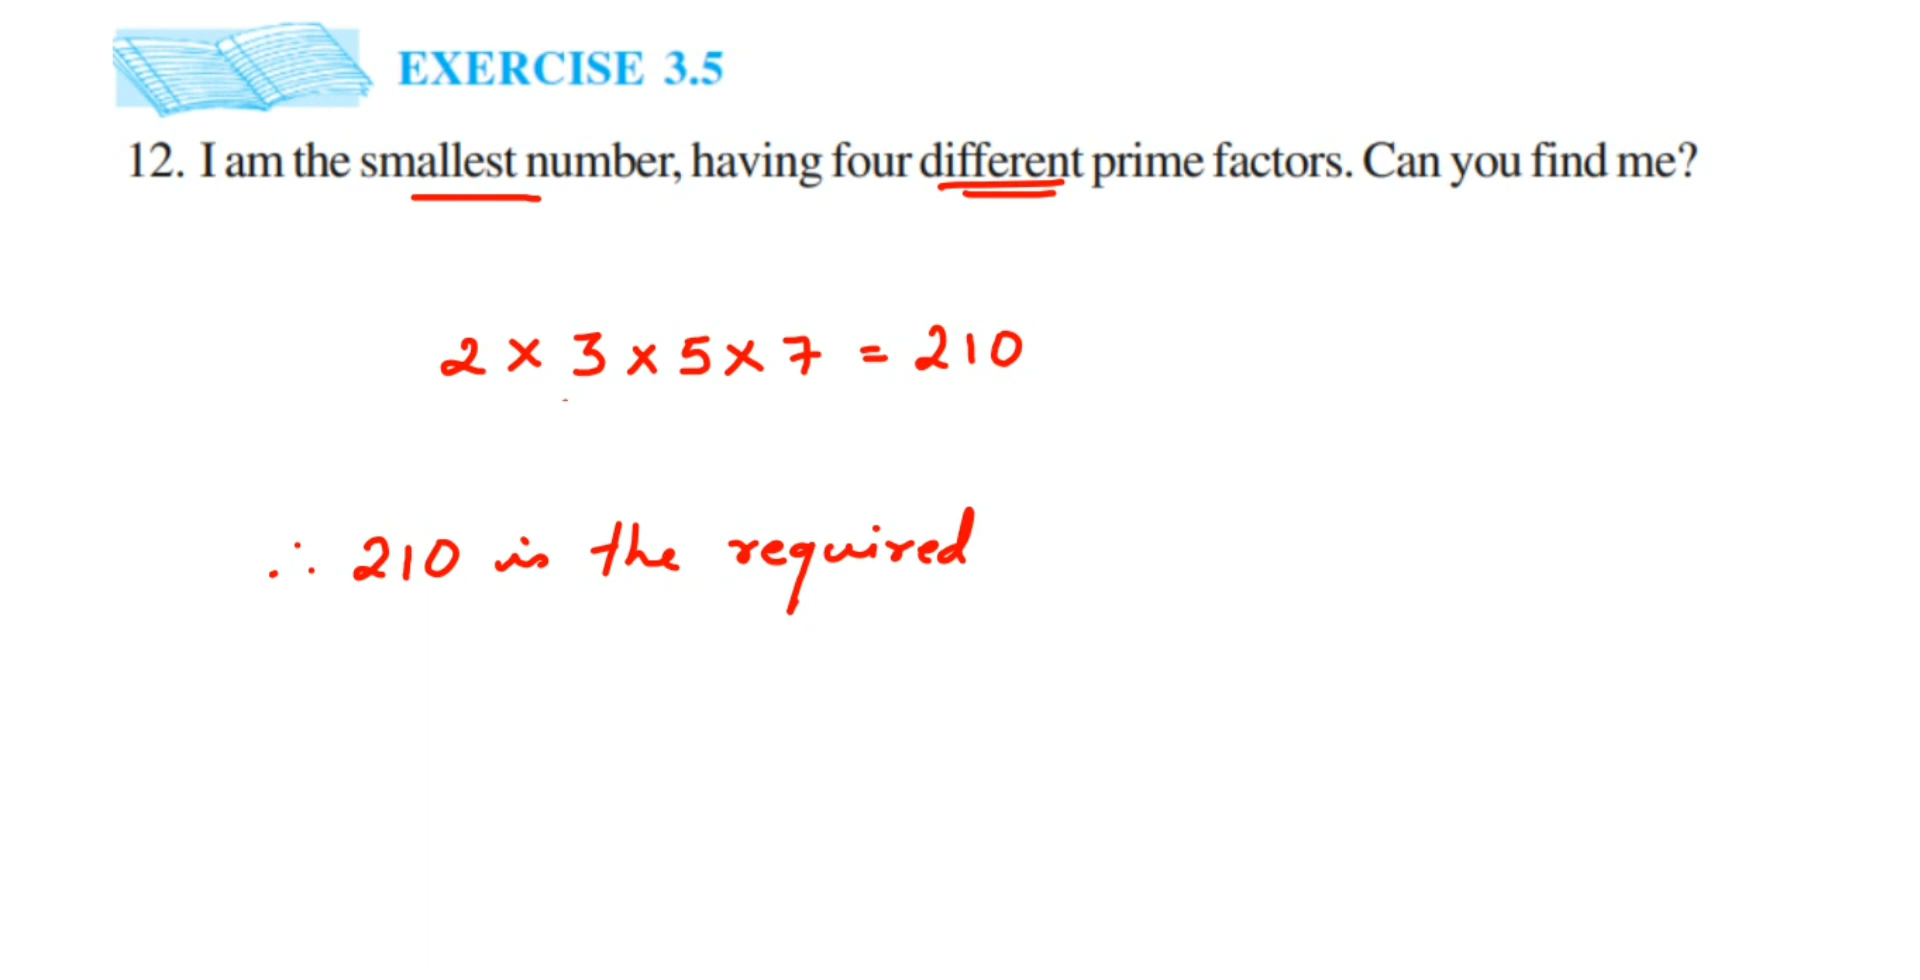 EXERCISE 3.5
12. I am the smallest number, having four different prime factors. Can you find me?
2 × 3 × 5 × 7 = 210
∴ 210 is the required